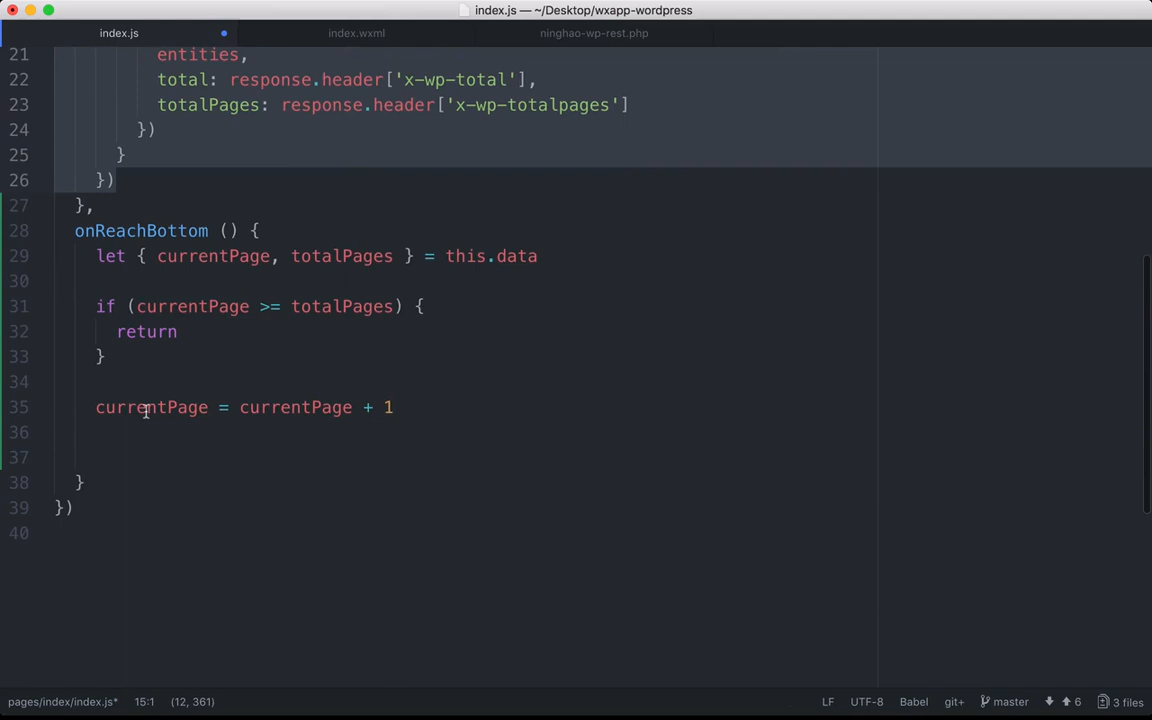 index.js — ~/Desktop/wxapp-wordpress
index.js index.wxml ninghao-wp-rest.php
21 entities,
22 total: response.header['x-wp-total'],
23 totalPages: response.header['x-wp-totalpages']
24 })
25 }
26 })
27 },
28 onReachBottom () {
29 let { currentPage, totalPages } = this.data
30
31 if (currentPage >= totalPages) {
32 return
33 }
34
35 currentPage = currentPage + 1
36
37
38 }
39 })
40
pages/index/index.js* 15:1 (12, 361) LF UTF-8 Babel git+ master 6 3 files